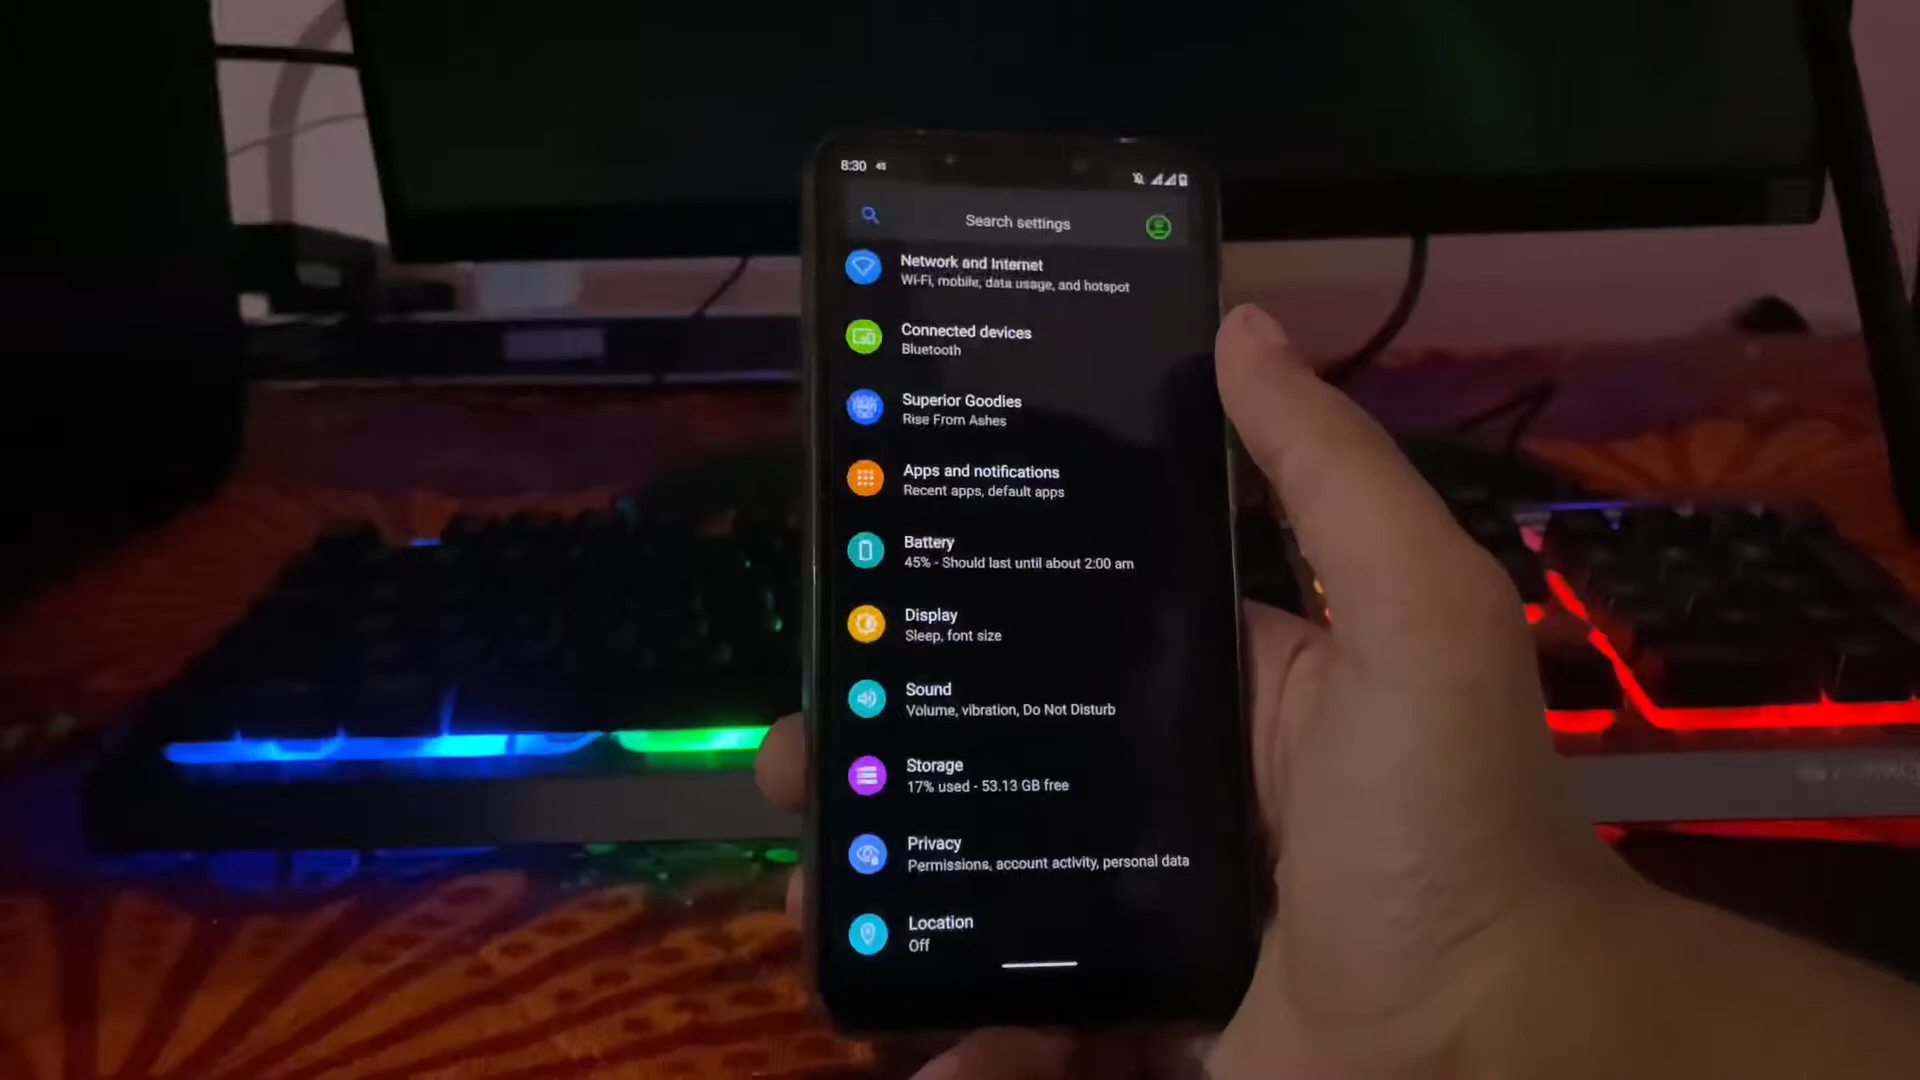 8:30
Search settings
Network and Internet
Wi-Fi, mobile, data usage, and hotspot
Connected devices
Bluetooth
Superior Goodies
Rise From Ashes
Apps and notifications
Recent apps, default apps
Battery
45% - Should last until about 2:00 am
Display
Sleep, font size
Sound
Volume, vibration, Do Not Disturb
Storage
17% used - 53.13 GB free
Privacy
Permissions, account activity, personal data
Location
Off